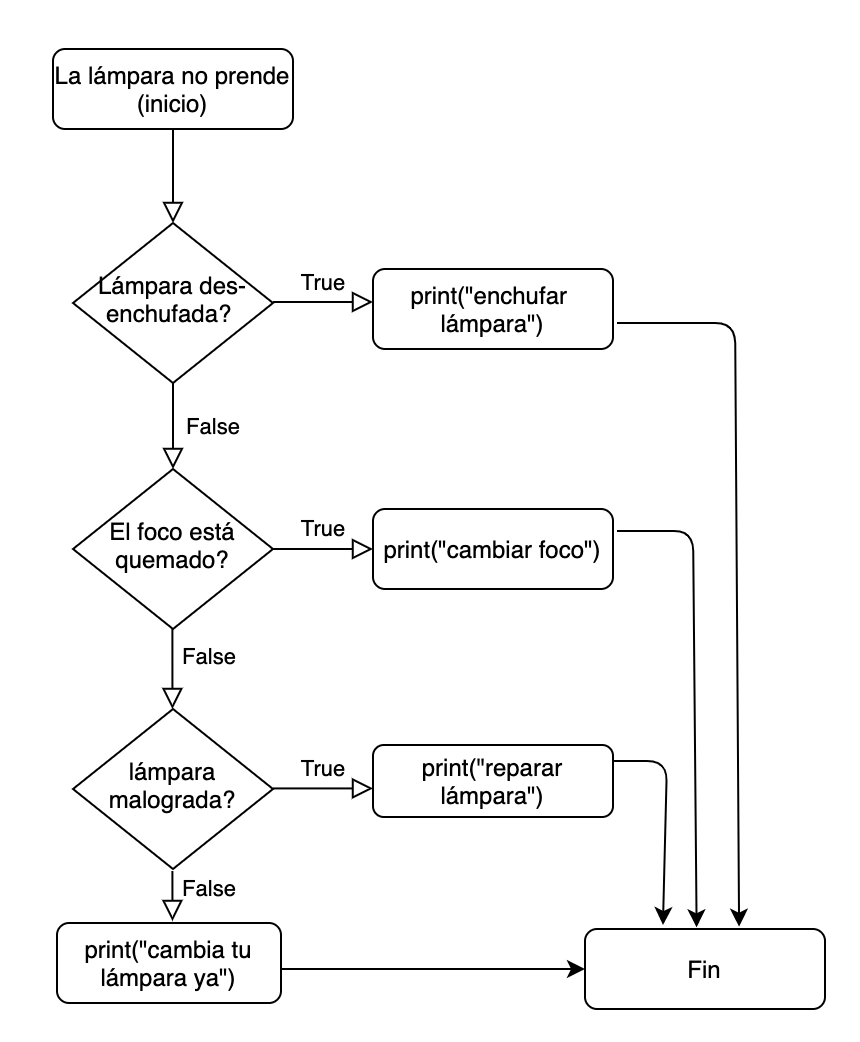 La lámpara no prende
(inicio)
Lámpara des-
enchufada?
True
print("enchufar
lámpara")
False
El foco está
quemado?
True
print("cambiar foco")
False
lámpara
malograda?
True
print("reparar
lámpara")
False
print("cambia tu
lámpara ya")
Fin